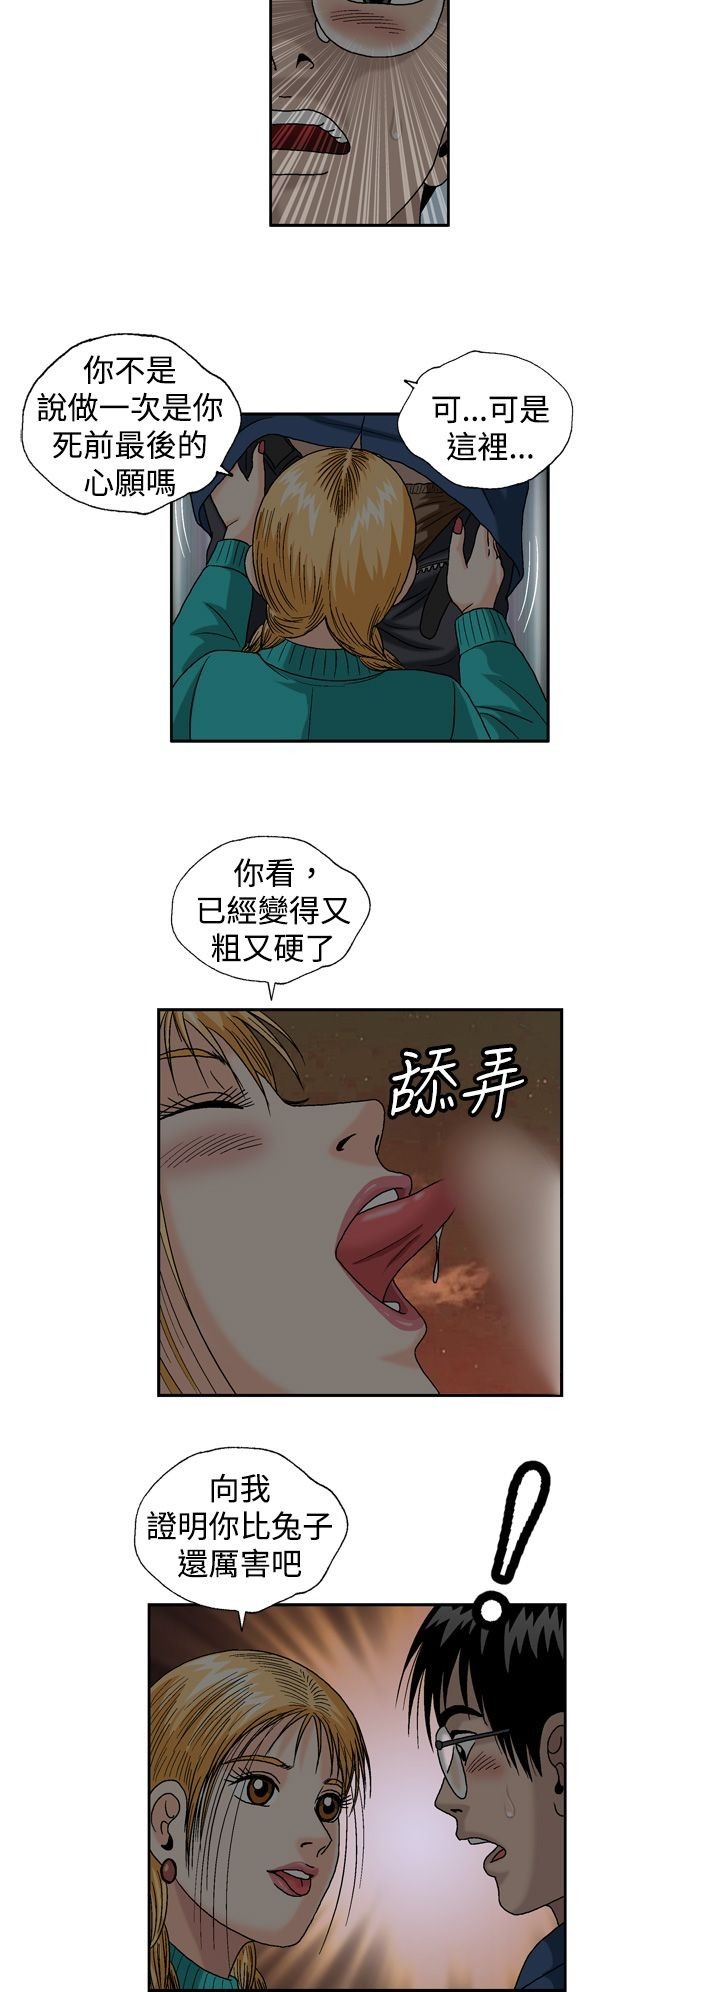 你不是
說做一次是你
死前最後的
心願嗎
可...可是
這裡...
你看，
已經變得又
粗又硬了
舔弄
向我
證明你比兔子
還厲害吧
!